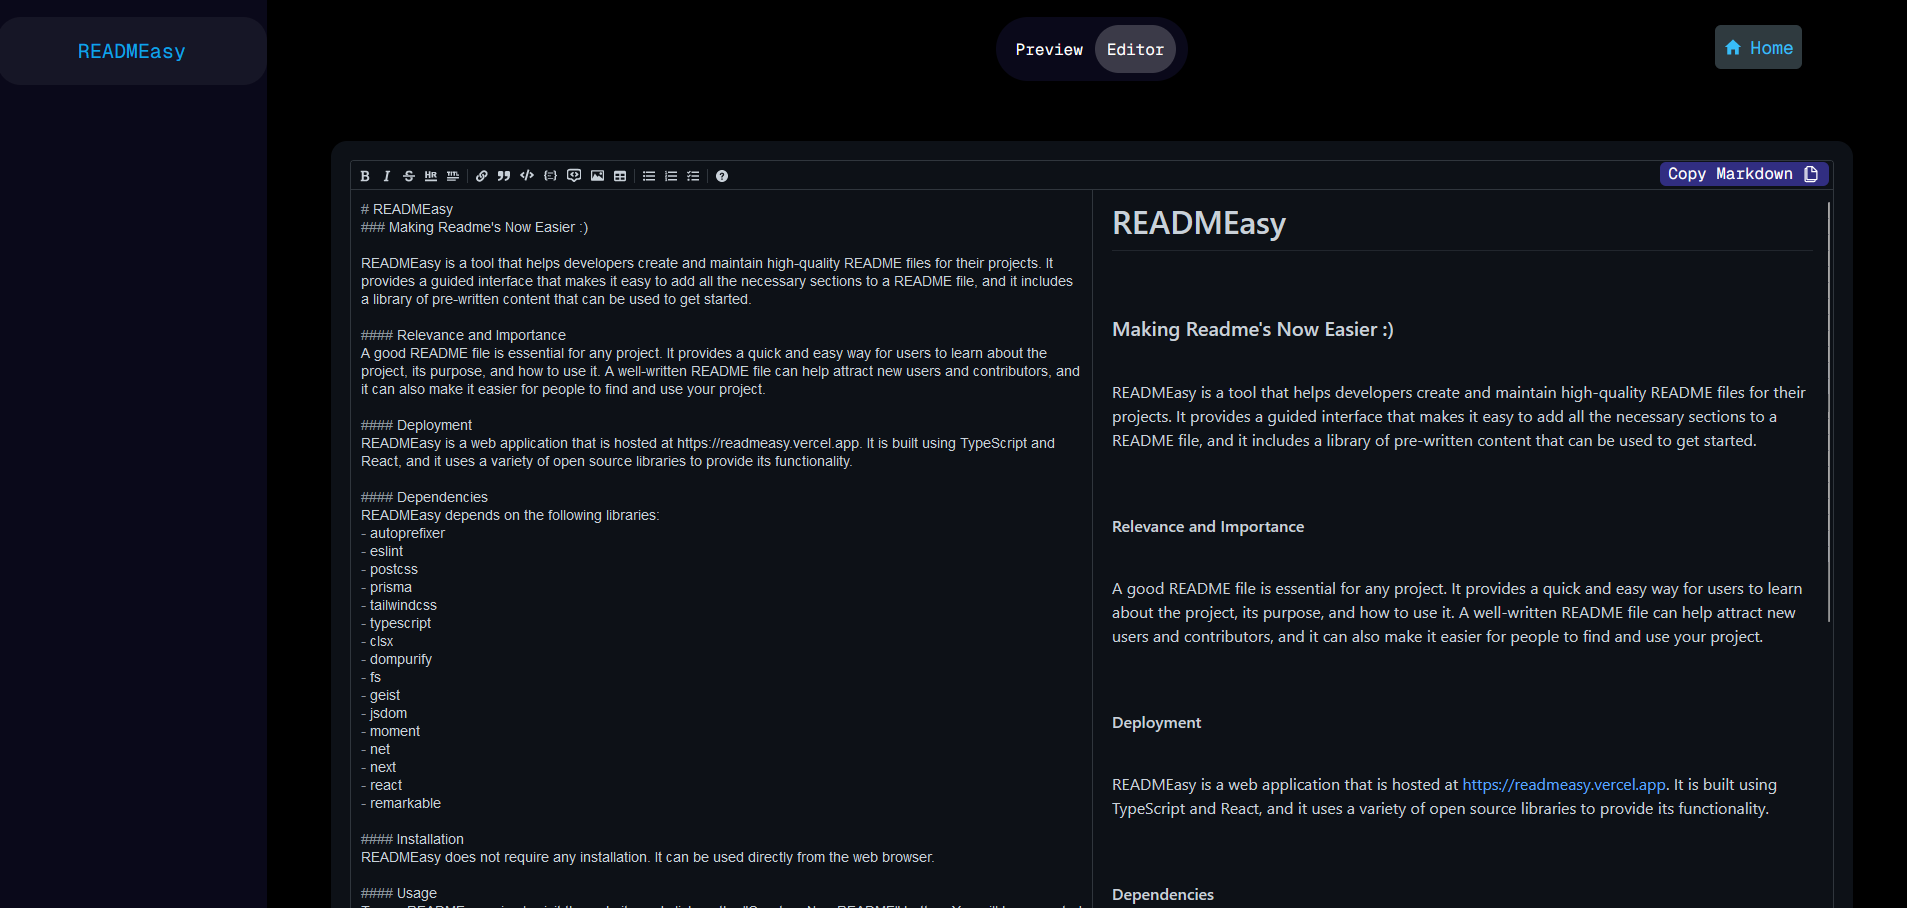 READMEasy
Preview Editor
Home
Copy Markdown
# READMEasy
### Making Readme's Now Easier :)
READMEasy is a tool that helps developers create and maintain high-quality README files for their projects. It
provides a guided interface that makes it easy to add all the necessary sections to a README file, and it includes
a library of pre-written content that can be used to get started.
#### Relevance and Importance
A good README file is essential for any project. It provides a quick and easy way for users to learn about the
project, its purpose, and how to use it. A well-written README file can help attract new users and contributors, and
it can also make it easier for people to find and use your project.
#### Deployment
READMEasy is a web application that is hosted at https://readmeasy.vercel.app. It is built using TypeScript and
React, and it uses a variety of open source libraries to provide its functionality.
#### Dependencies
READMEasy depends on the following libraries:
- autoprefixer
- eslint
- postcss
- prisma
- tailwindcss
- typescript
- clsx
- dompurify
- fs
- geist
- jsdom
- moment
- net
- next
- react
- remarkable
#### Installation
READMEasy does not require any installation. It can be used directly from the web browser.
#### Usage
READMEasy
Making Readme's Now Easier :)
READMEasy is a tool that helps developers create and maintain high-quality README files for their
projects. It provides a guided interface that makes it easy to add all the necessary sections to a
README file, and it includes a library of pre-written content that can be used to get started.
Relevance and Importance
A good README file is essential for any project. It provides a quick and easy way for users to learn
about the project, its purpose, and how to use it. A well-written README file can help attract new
users and contributors, and it can also make it easier for people to find and use your project.
Deployment
READMEasy is a web application that is hosted at https://readmeasy.vercel.app. It is built using
TypeScript and React, and it uses a variety of open source libraries to provide its functionality.
Dependencies